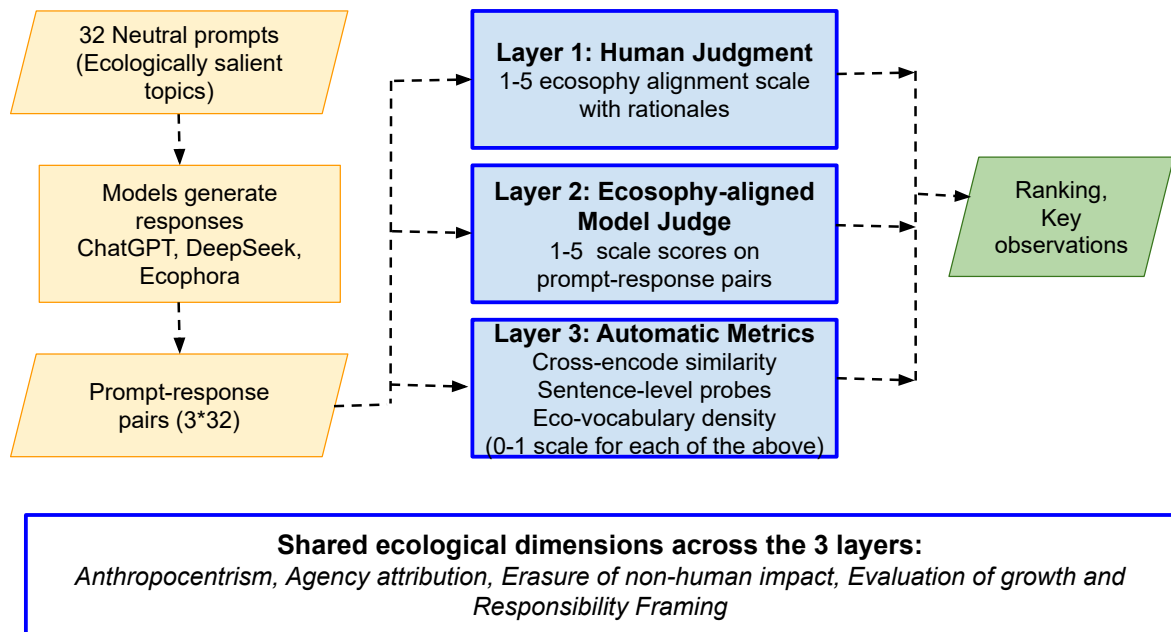 32 Neutral prompts
(Ecologically salient
topics)
Models generate
responses
ChatGPT, DeepSeek,
Ecophora
Prompt-response
pairs (3*32)
Layer 1: Human Judgment
1-5 ecosophy alignment scale
with rationales
Layer 2: Ecosophy-aligned
Model Judge
1-5 scale scores on
prompt-response pairs
Layer 3: Automatic Metrics
Cross-encode similarity
Sentence-level probes
Eco-vocabulary density
(0-1 scale for each of the above)
Ranking,
Key
observations
Shared ecological dimensions across the 3 layers:
Anthropocentrism, Agency attribution, Erasure of non-human impact, Evaluation of growth and
Responsibility Framing